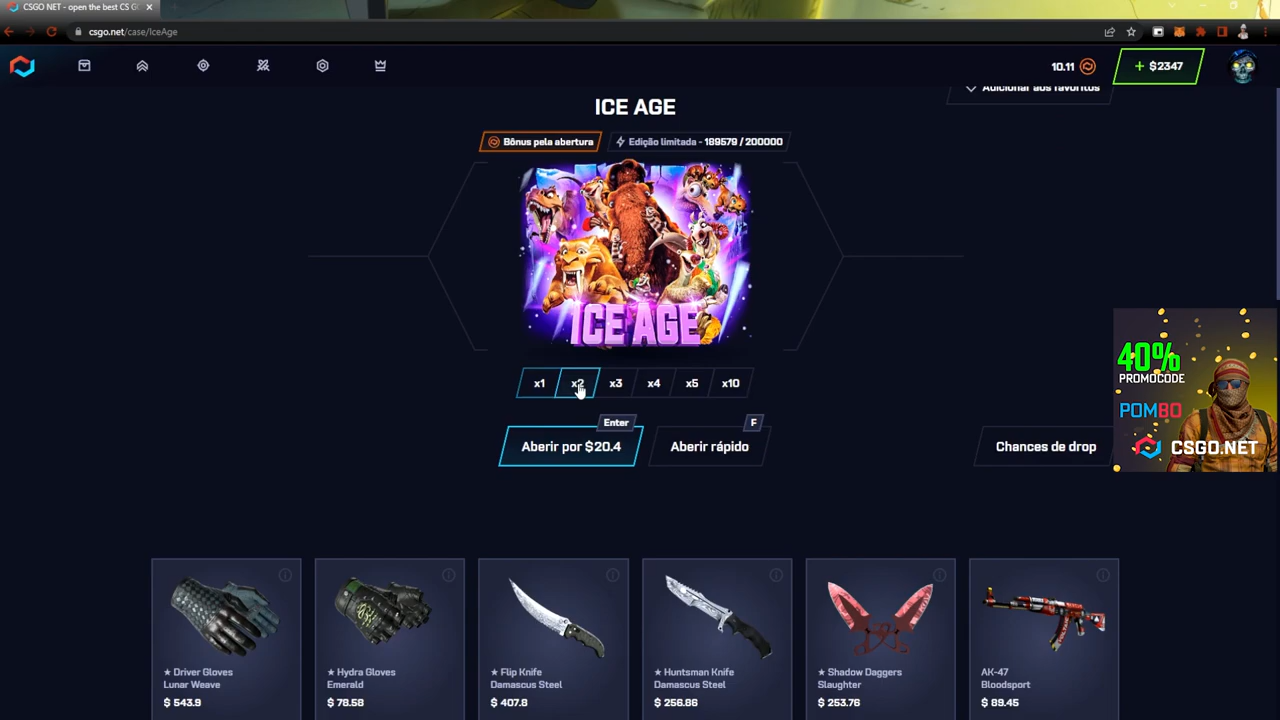 CSGO NET - open the best CS G
csgo.net/case/IceAge
10.11
+ $2347
Adicionar aos favoritos
ICE AGE
Bônus pela abertura
Edição limitada - 189579 / 200000
ICE AGE
x1
x2
x3
x4
x5
x10
Enter
F
Aberir por $20.4
Aberir rápido
Chances de drop
40%
PROMOCODE
POMBO
CSGO.NET
★ Driver Gloves
Lunar Weave
$ 543.9
★ Hydra Gloves
Emerald
$ 78.58
★ Flip Knife
Damascus Steel
$ 407.8
★ Huntsman Knife
Damascus Steel
$ 256.86
★ Shadow Daggers
Slaughter
$ 253.76
AK-47
Bloodsport
$ 89.45